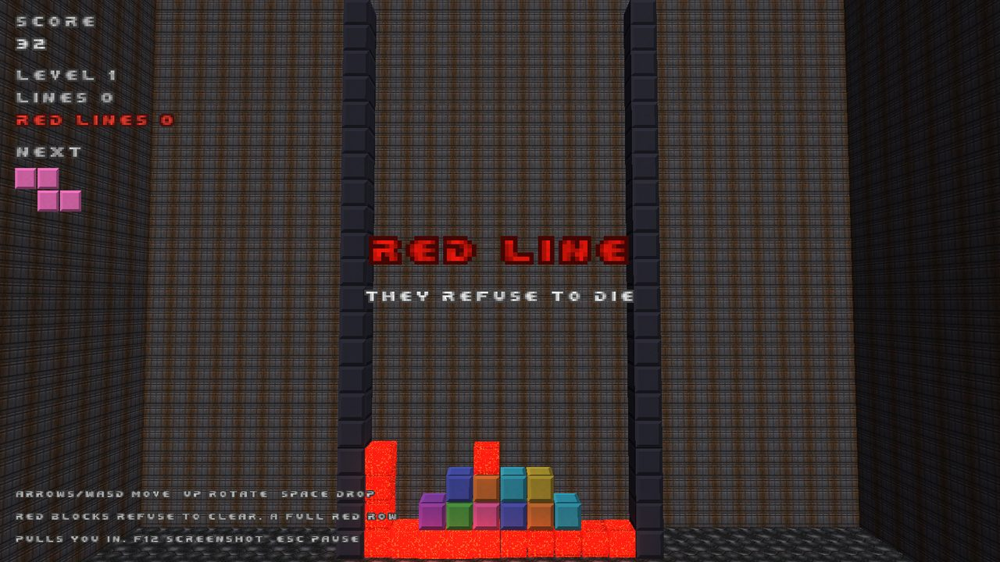 SCORE
32
LEVEL 1
LINES 0
RED LINES 0
NEXT
RED LINE
THEY REFUSE TO DIE
ARROWS/WASD MOVE UP ROTATE SPACE DROP
RED BLOCKS REFUSE TO CLEAR. A FULL RED ROW
PULLS YOU IN. F12 SCREENSHOT ESC PAUSE